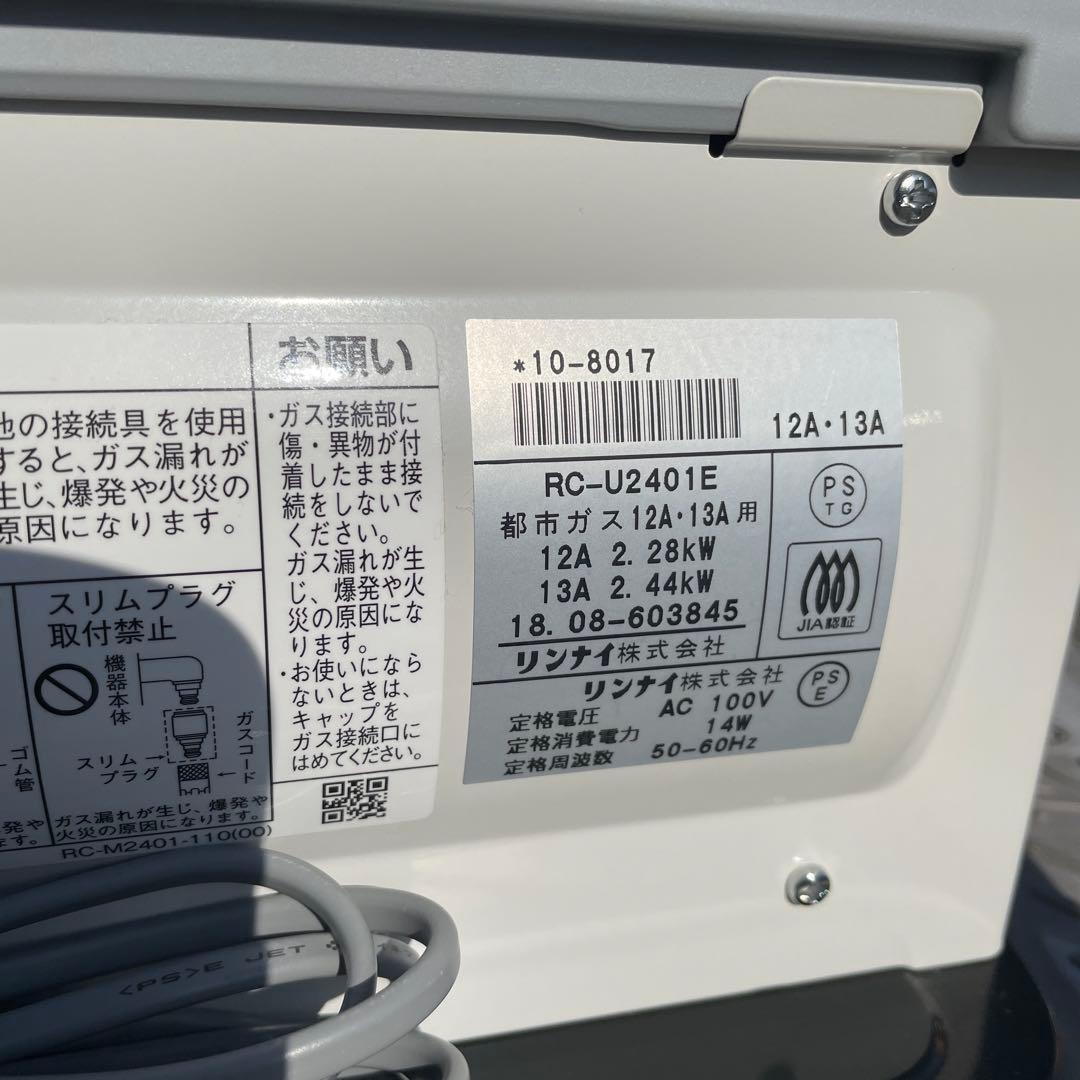 他の接続具を使用
すると、ガス漏れが
生じ、爆発や火災の
原因になります。
お願い
・ガス接続部に
傷・異物が付
着したまま接
続をしないで
ください。
ガス漏れが生
じ、爆発や火
災の原因にな
ります。
・お使いになら
ないときは、
キャップを
ガス接続口に
はめてください。
スリムプラグ
取付禁止
機器本体
ガスコード
スリム
プラグ
ガス漏れが生じ、爆発や
火災の原因になります。
ゴム管
発や
ます。
RC-M2401-110(00)
*10-8017
12A・13A
RC-U2401E
都市ガス12A・13A用
12A 2.28kW
13A 2.44kW
18.08-603845
リンナイ株式会社
PS
TG
JIA認証
リンナイ株式会社
定格電圧 AC 100V
定格消費電力 14W
定格周波数 50-60Hz
PS
E
<PS>E JET